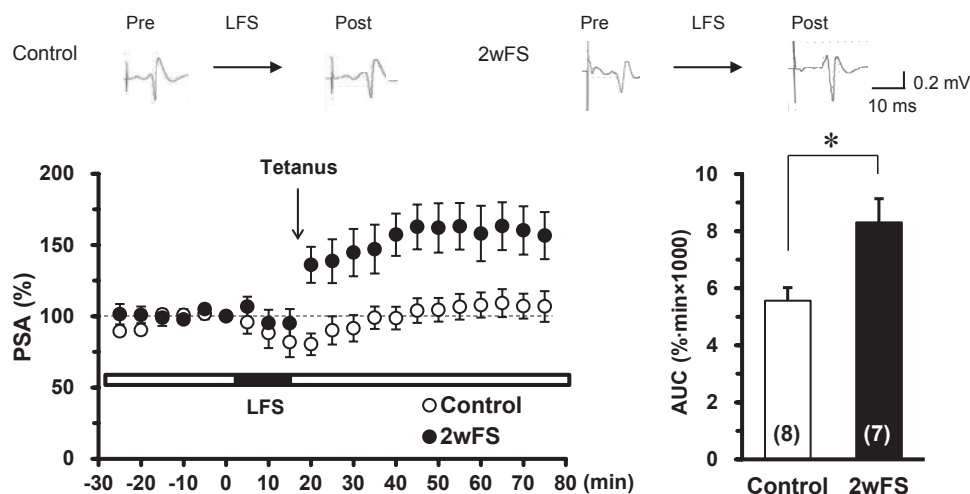 Pre LFS Post Pre LFS Post
Control 2wFS
0.2 mV
10 ms
Tetanus
*
200
150
100
50
0
PSA (%)
LFS
Control
2wFS
-30 -20 -10 0 10 20 30 40 50 60 70 80 (min)
10
8
6
4
2
0
AUC (%·min×1000)
(8) (7)
Control 2wFS